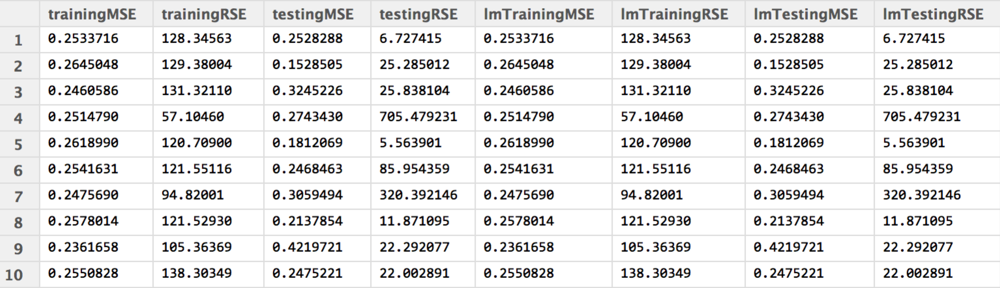 trainingMSE trainingRSE testingMSE testingRSE lmTrainingMSE lmTrainingRSE lmTestingMSE lmTestingRSE
1 0.2533716 128.34563 0.2528288 6.727415 0.2533716 128.34563 0.2528288 6.727415
2 0.2645048 129.38004 0.1528505 25.285012 0.2645048 129.38004 0.1528505 25.285012
3 0.2460586 131.32110 0.3245226 25.838104 0.2460586 131.32110 0.3245226 25.838104
4 0.2514790 57.10460 0.2743430 705.479231 0.2514790 57.10460 0.2743430 705.479231
5 0.2618990 120.70900 0.1812069 5.563901 0.2618990 120.70900 0.1812069 5.563901
6 0.2541631 121.55116 0.2468463 85.954359 0.2541631 121.55116 0.2468463 85.954359
7 0.2475690 94.82001 0.3059494 320.392146 0.2475690 94.82001 0.3059494 320.392146
8 0.2578014 121.52930 0.2137854 11.871095 0.2578014 121.52930 0.2137854 11.871095
9 0.2361658 105.36369 0.4219721 22.292077 0.2361658 105.36369 0.4219721 22.292077
10 0.2550828 138.30349 0.2475221 22.002891 0.2550828 138.30349 0.2475221 22.002891